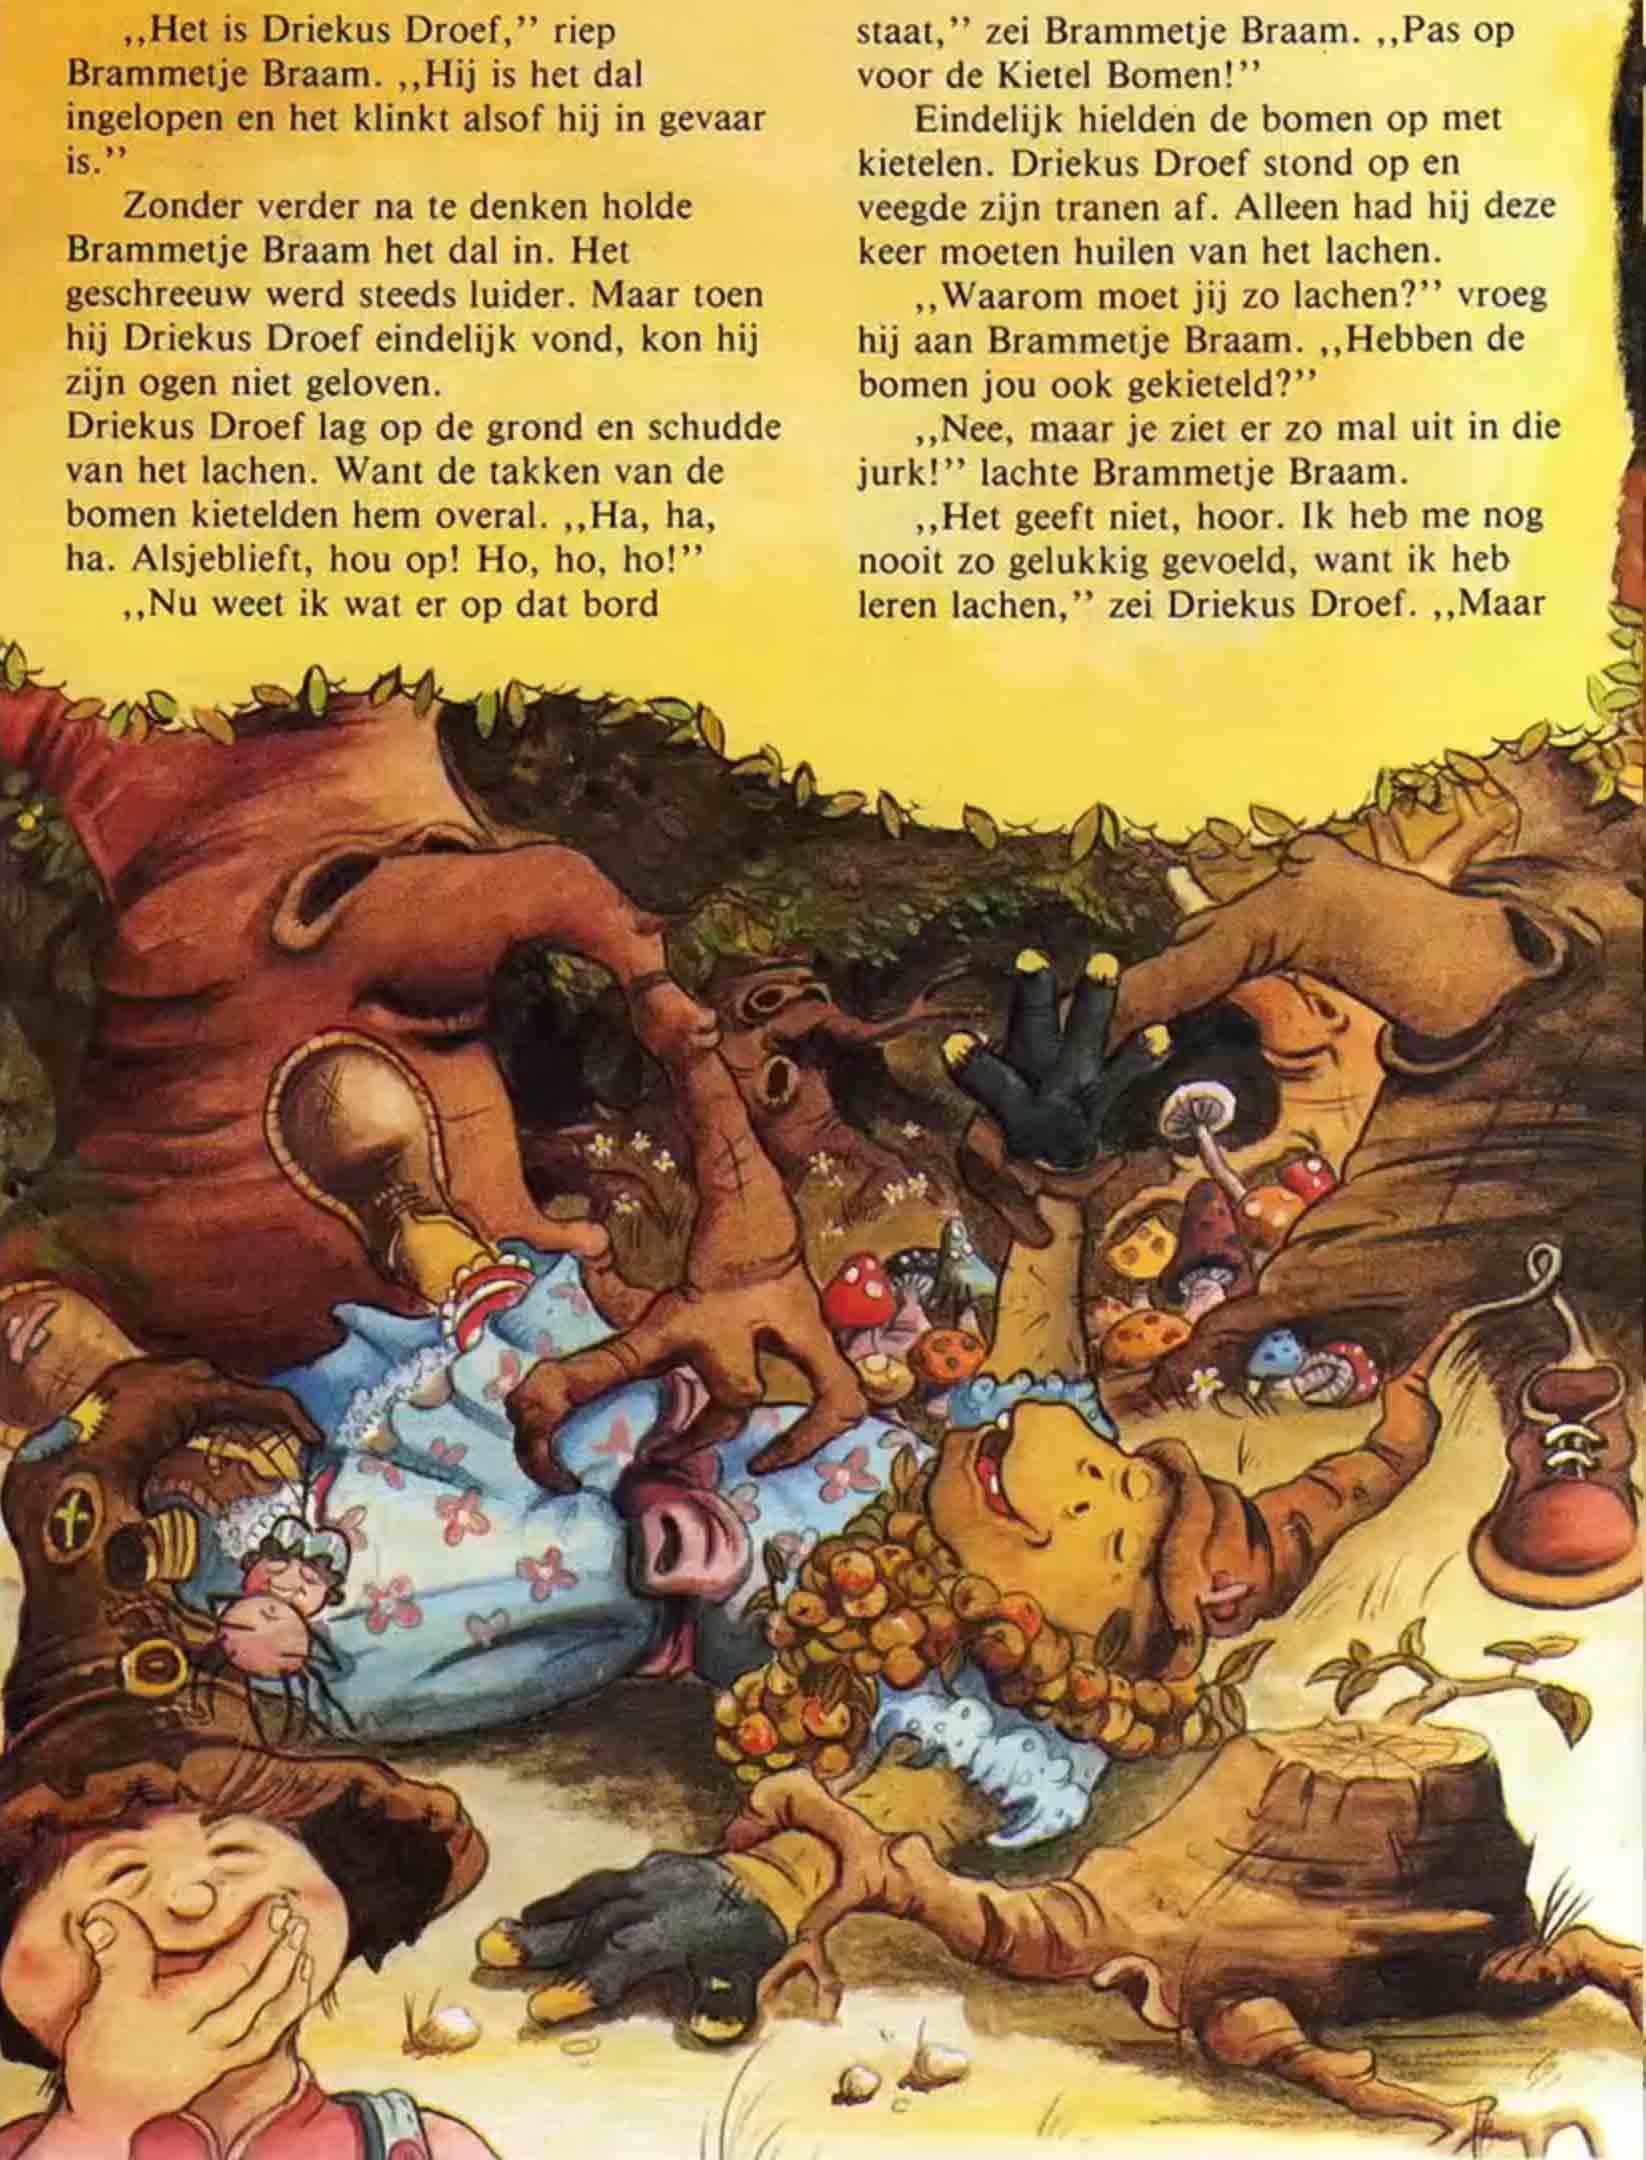 ,,Het is Driekus Droef,’’ riep
Brammetje Braam. ,,Hij is het dal
ingelopen en het klinkt alsof hij in gevaar
is.’’
Zonder verder na te denken holde
Brammetje Braam het dal in. Het
geschreeuw werd steeds luider. Maar toen
hij Driekus Droef eindelijk vond, kon hij
zijn ogen niet geloven.
Driekus Droef lag op de grond en schudde
van het lachen. Want de takken van de
bomen kietelden hem overal. ,,Ha, ha,
ha. Alsjeblieft, hou op! Ho, ho, ho!’’
,,Nu weet ik wat er op dat bord
staat,’’ zei Brammetje Braam. ,,Pas op
voor de Kietel Bomen!’’
Eindelijk hielden de bomen op met
kietelen. Driekus Droef stond op en
veegde zijn tranen af. Alleen had hij deze
keer moeten huilen van het lachen.
,,Waarom moet jij zo lachen?’’ vroeg
hij aan Brammetje Braam. ,,Hebben de
bomen jou ook gekieteld?’’
,,Nee, maar je ziet er zo mal uit in die
jurk!’’ lachte Brammetje Braam.
,,Het geeft niet, hoor. Ik heb me nog
nooit zo gelukkig gevoeld, want ik heb
leren lachen,’’ zei Driekus Droef. ,,Maar